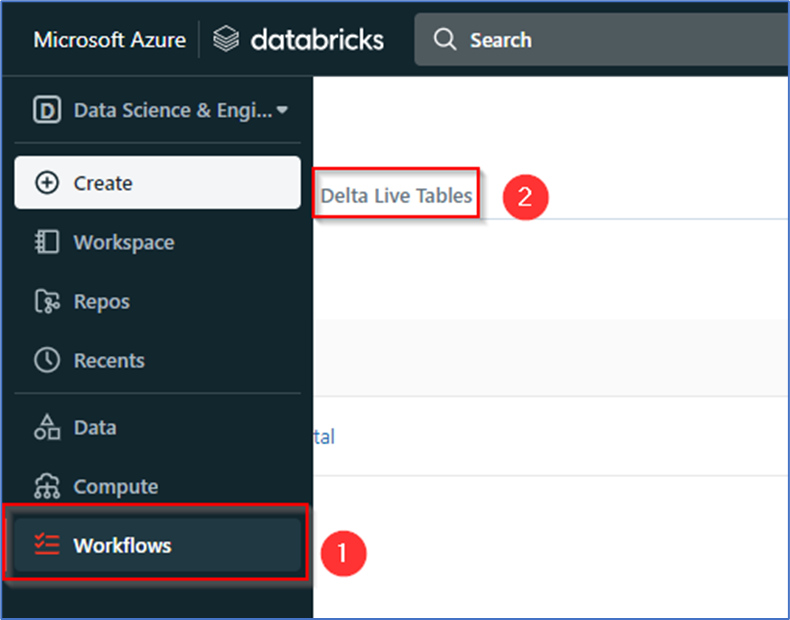 Microsoft Azure databricks Search
D Data Science & Engi...
Create
Delta Live Tables 2
Workspace
Repos
Recents
Data
tal
Compute
Workflows 1